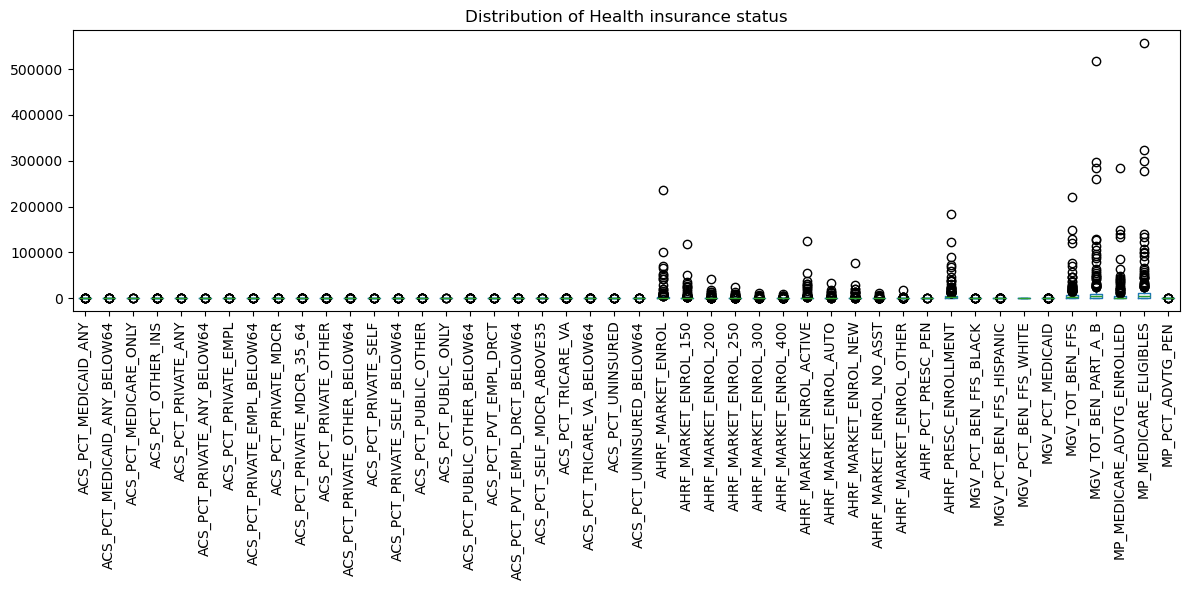 Distribution of Health insurance status
500000
400000
300000
200000
100000
0
ACS_PCT_MEDICAID_ANY
ACS_PCT_MEDICAID_ANY_BELOW64
ACS_PCT_MEDICARE_ONLY
ACS_PCT_OTHER_INS
ACS_PCT_PRIVATE_ANY
ACS_PCT_PRIVATE_ANY_BELOW64
ACS_PCT_PRIVATE_EMPL
ACS_PCT_PRIVATE_EMPL_BELOW64
ACS_PCT_PRIVATE_MDCR
ACS_PCT_PRIVATE_MDCR_35_64
ACS_PCT_PRIVATE_OTHER
ACS_PCT_PRIVATE_OTHER_BELOW64
ACS_PCT_PRIVATE_SELF
ACS_PCT_PRIVATE_SELF_BELOW64
ACS_PCT_PUBLIC_OTHER
ACS_PCT_PUBLIC_ONLY
ACS_PCT_PUBLIC_OTHER_BELOW64
ACS_PCT_PVT_EMPL_DRCT
ACS_PCT_PVT_EMPL_DRCT_BELOW64
ACS_PCT_SELF_MDCR_ABOVE35
ACS_PCT_TRICARE_VA
ACS_PCT_TRICARE_VA_BELOW64
ACS_PCT_UNINSURED
ACS_PCT_UNINSURED_BELOW64
AHRF_MARKET_ENROL
AHRF_MARKET_ENROL_150
AHRF_MARKET_ENROL_200
AHRF_MARKET_ENROL_250
AHRF_MARKET_ENROL_300
AHRF_MARKET_ENROL_400
AHRF_MARKET_ENROL_ACTIVE
AHRF_MARKET_ENROL_AUTO
AHRF_MARKET_ENROL_NEW
AHRF_MARKET_ENROL_NO_ASST
AHRF_MARKET_ENROL_OTHER
AHRF_PCT_PRESC_PEN
AHRF_PRESC_ENROLLMENT
MGV_PCT_BEN_FFS_BLACK
MGV_PCT_BEN_FFS_HISPANIC
MGV_PCT_BEN_FFS_WHITE
MGV_PCT_MEDICAID
MGV_TOT_BEN_FFS
MGV_TOT_BEN_PART_A_B
MP_MEDICARE_ADVTG_ENROLLED
MP_MEDICARE_ELIGIBLES
MP_PCT_ADVTG_PEN